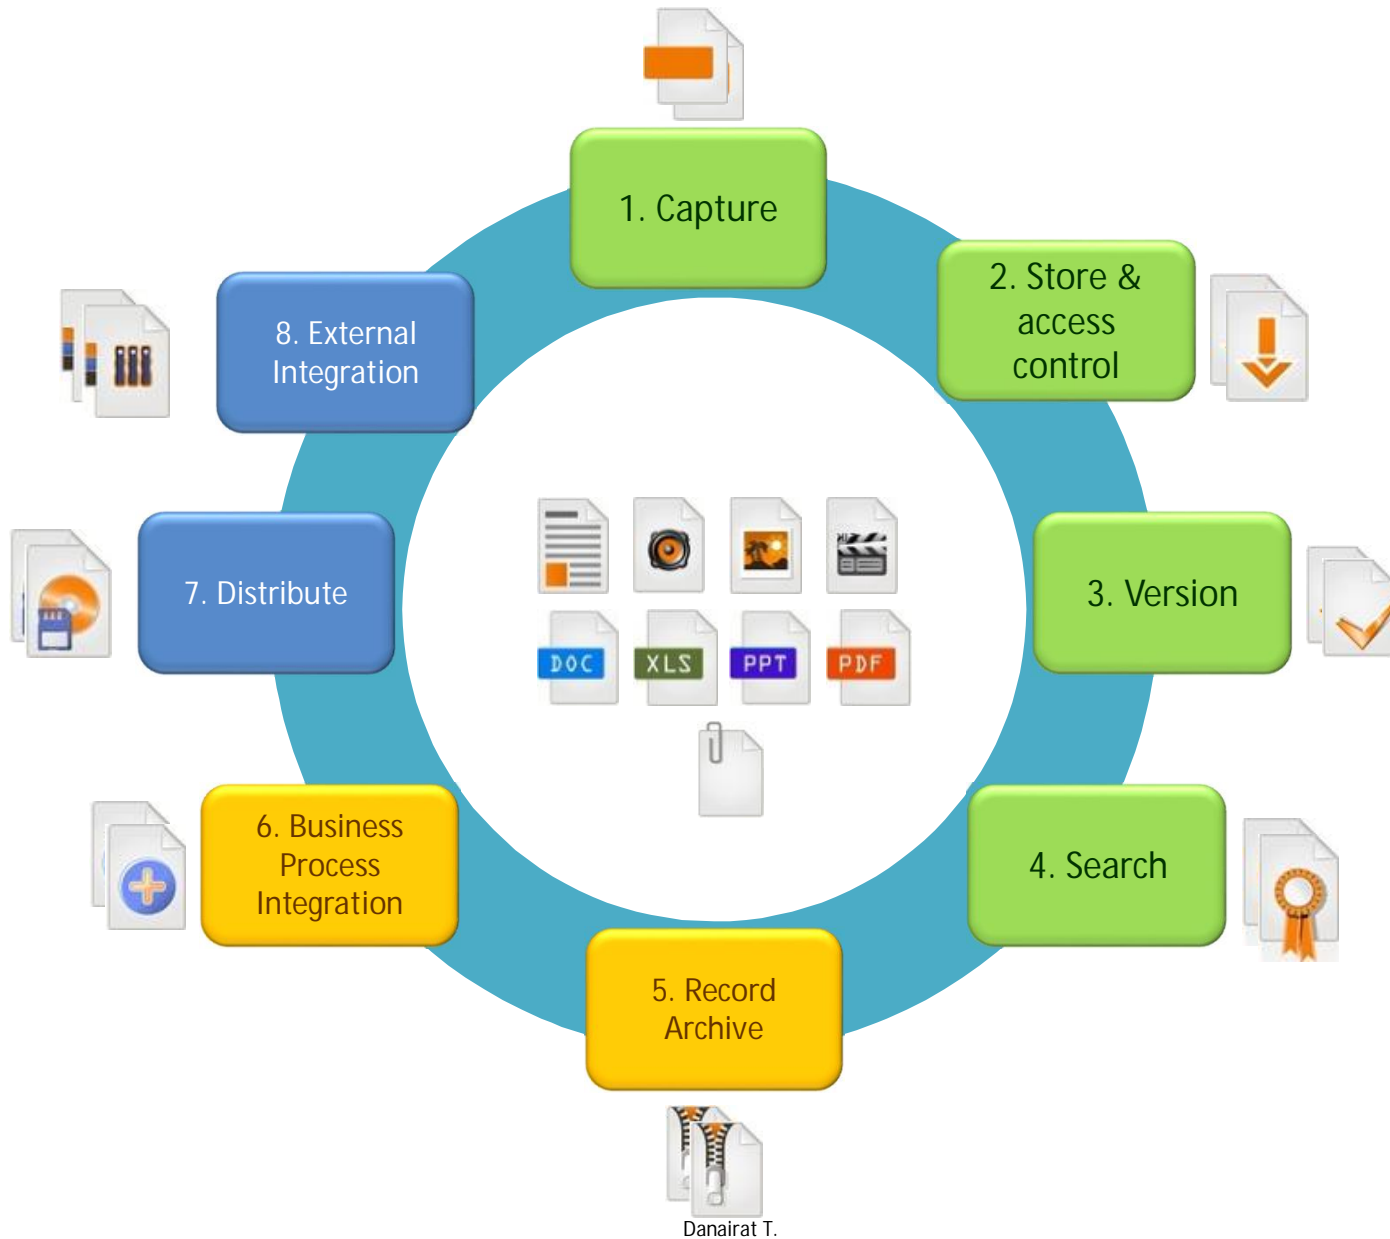 1. Capture
2. Store &
access
control
3. Version
4. Search
5. Record
Archive
6. Business
Process
Integration
7. Distribute
8. External
Integration
DOC
XLS
PPT
PDF
Danairat T.